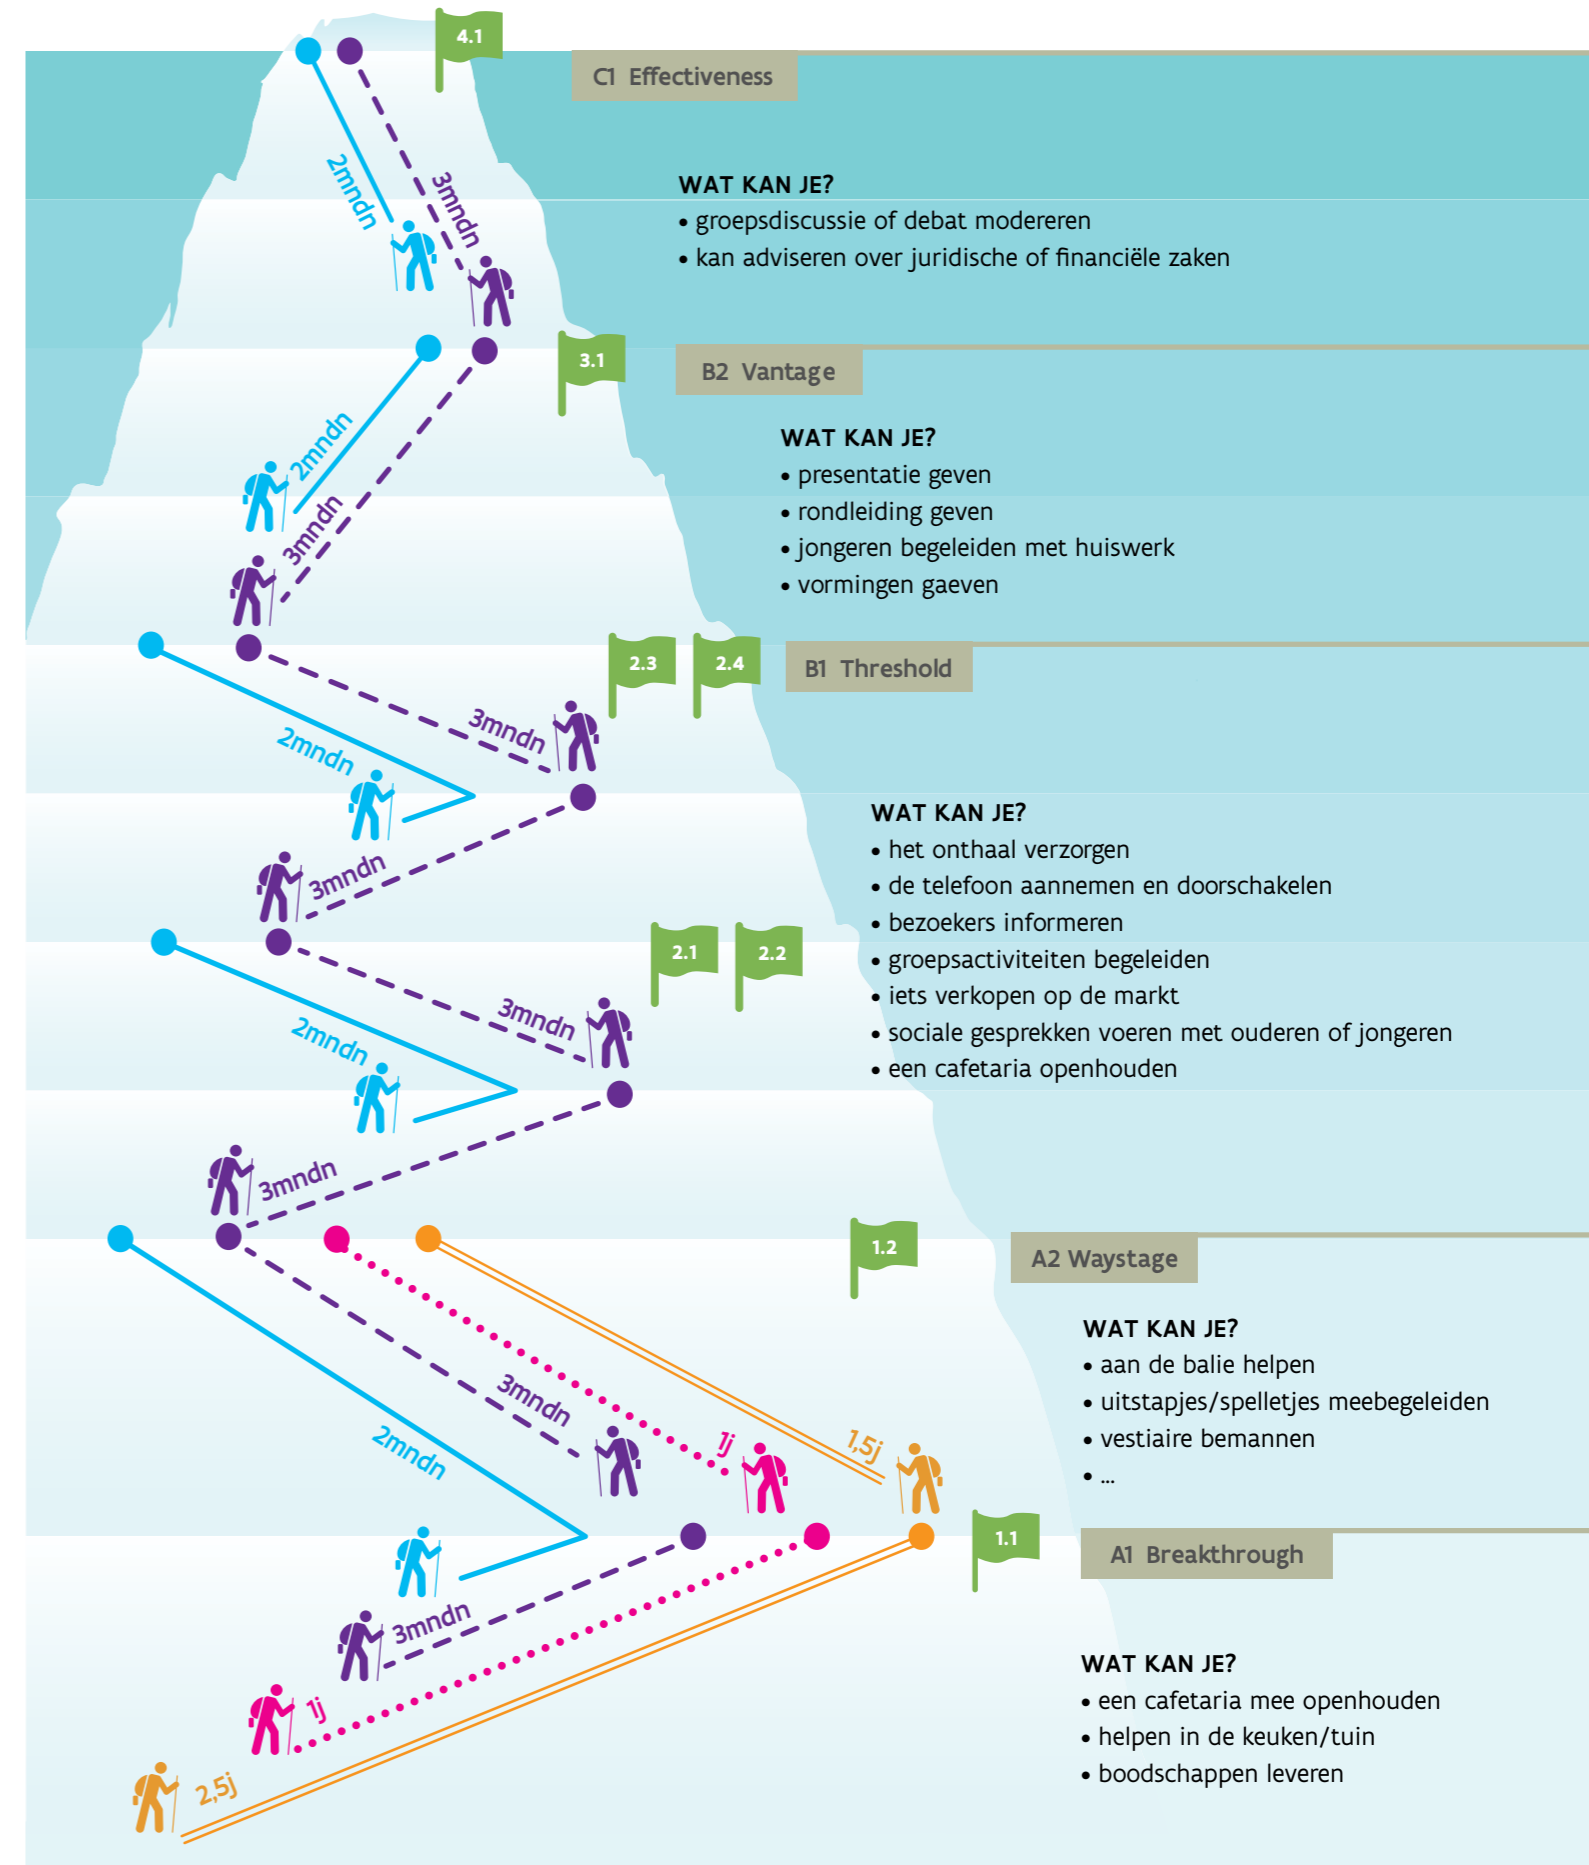 4.1
C1 Effectiveness
2mndn
3mndn
WAT KAN JE?
• groepsdiscussie of debat modereren
• kan adviseren over juridische of financiële zaken
3.1
B2 Vantage
2mndn
3mndn
WAT KAN JE?
• presentatie geven
• rondleiding geven
• jongeren begeleiden met huiswerk
• vormingen gaeven
2.3
2.4
B1 Threshold
3mndn
2mndn
3mndn
WAT KAN JE?
• het onthaal verzorgen
• de telefoon aannemen en doorschakelen
• bezoekers informeren
• groepsactiviteiten begeleiden
• iets verkopen op de markt
• sociale gesprekken voeren met ouderen of jongeren
• een cafetaria openhouden
2.1
2.2
3mndn
2mndn
3mndn
1.2
A2 Waystage
WAT KAN JE?
• aan de balie helpen
• uitstapjes/spelletjes meebegeleiden
• vestiaire bemannen
• ...
3mndn
2mndn
1j
1,5j
1.1
A1 Breakthrough
3mndn
1j
2,5j
WAT KAN JE?
• een cafetaria mee openhouden
• helpen in de keuken/tuin
• boodschappen leveren